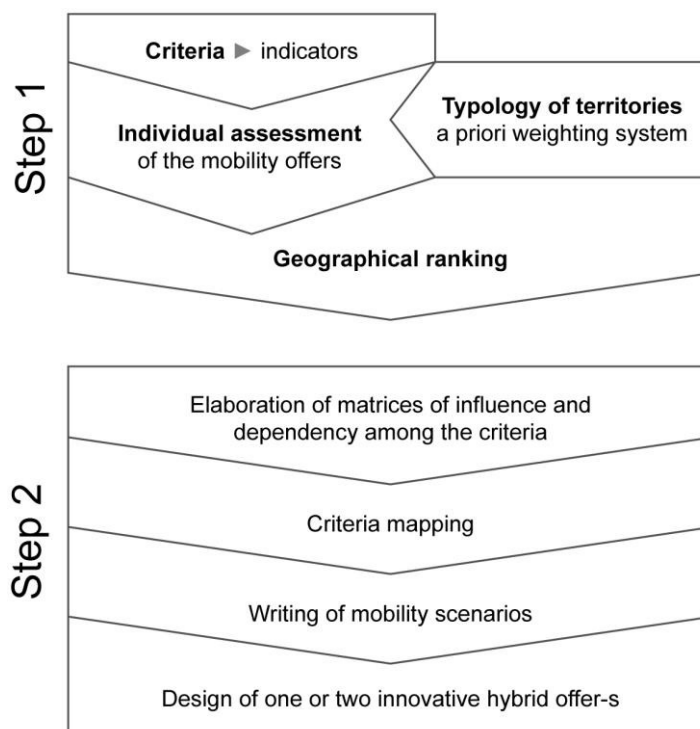 Step 1
Criteria ► indicators
Individual assessment
of the mobility offers
Typology of territories
a priori weighting system
Geographical ranking
Step 2
Elaboration of matrices of influence and
dependency among the criteria
Criteria mapping
Writing of mobility scenarios
Design of one or two innovative hybrid offer-s